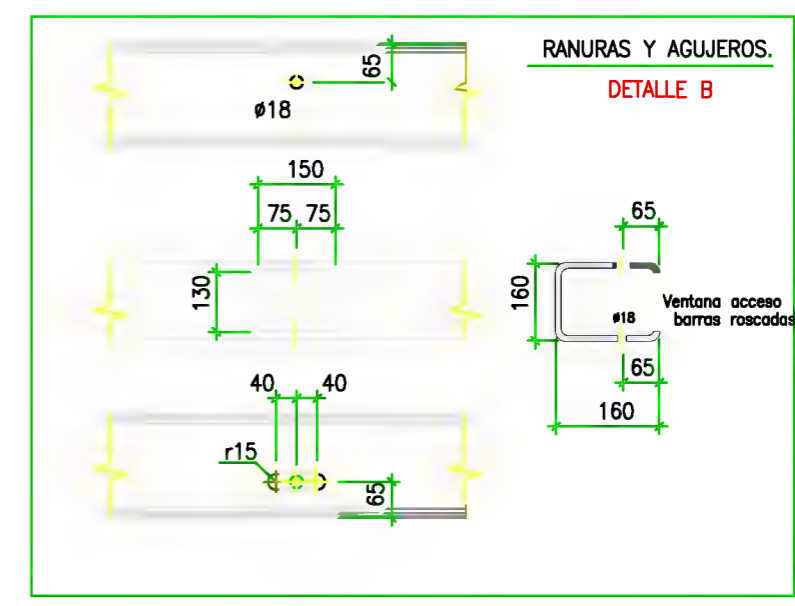 RANURAS Y AGUJEROS.
DETALLE B
65
ø18
150
75 75
130
65
160
ø18
Ventana acceso
barras roscadas
65
160
40 40
r15
65